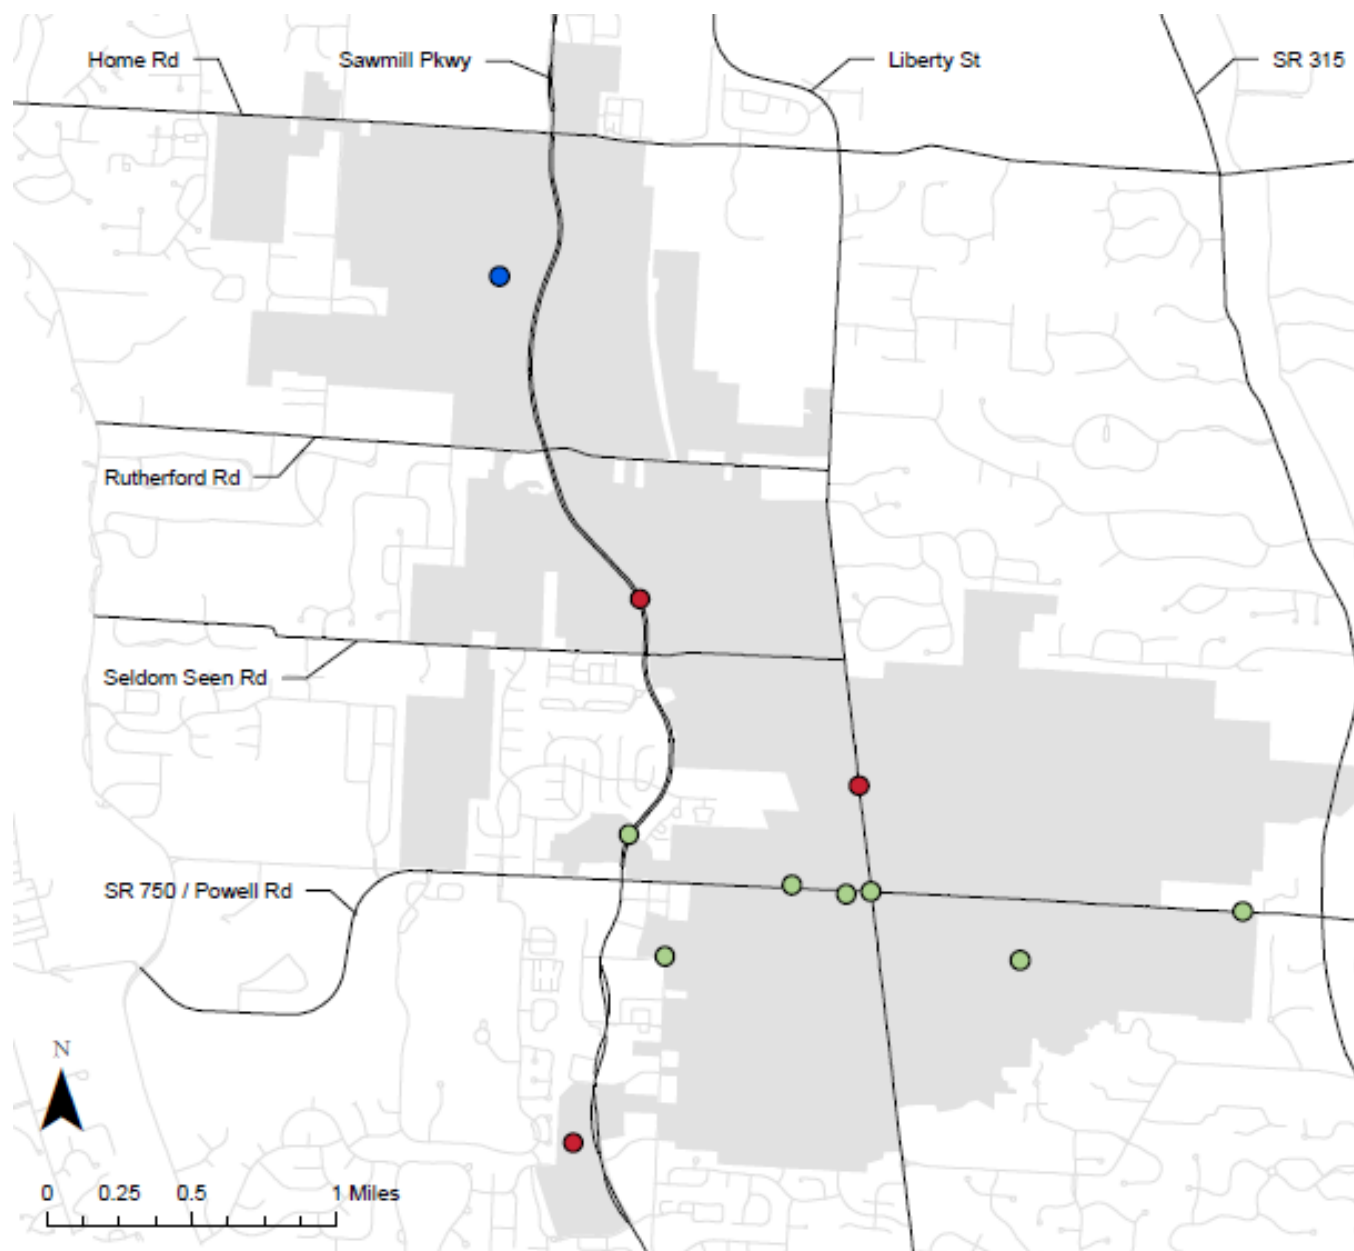 Home Rd
Sawmill Pkwy
Liberty St
SR 315
Rutherford Rd
Seldom Seen Rd
SR 750 / Powell Rd
N
0 0.25 0.5 1 Miles